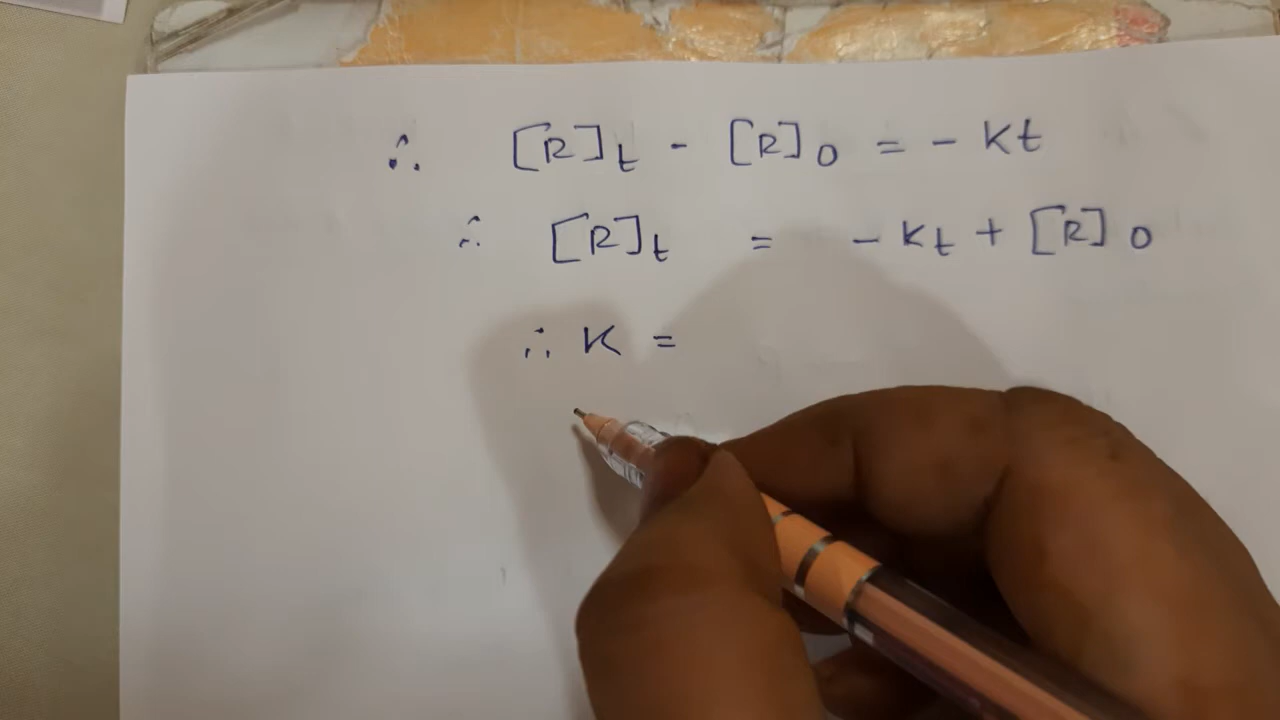 ∴ [R]t - [R]0 = - Kt
∴ [R]t = - Kt + [R]0
∴ K =